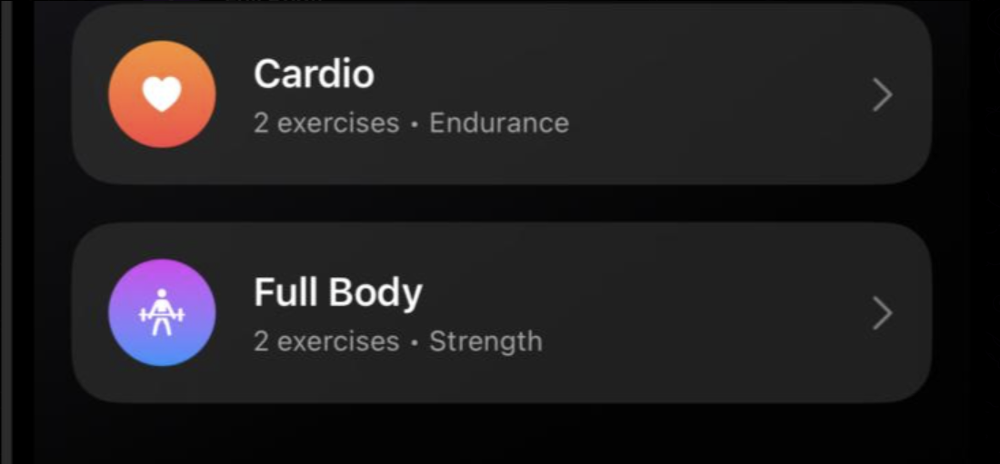 Cardio
2 exercises • Endurance
Full Body
2 exercises • Strength